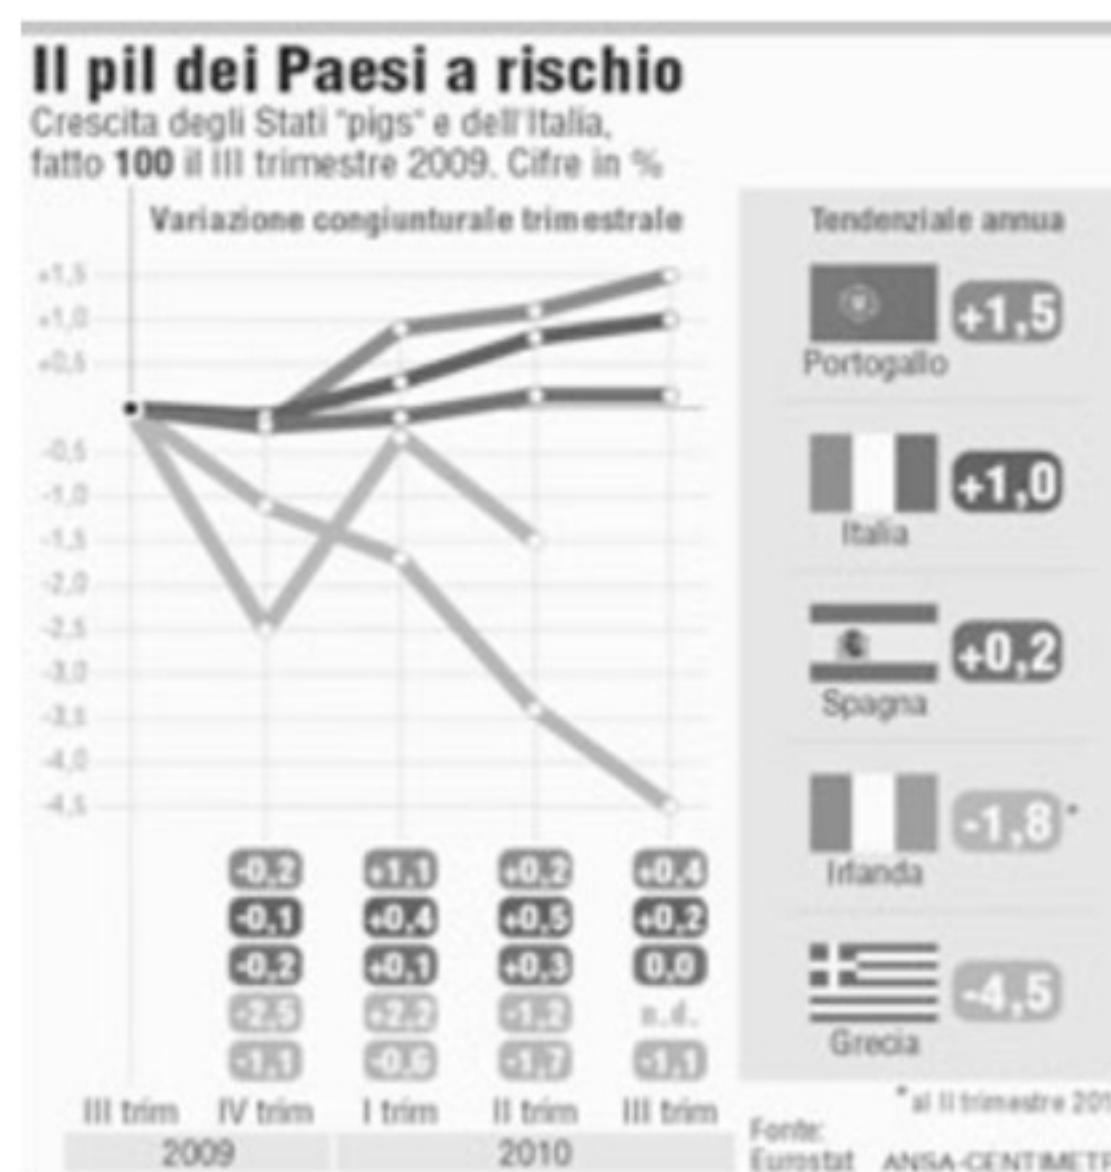 Il pil dei Paesi a rischio
Crescita degli Stati "pigs" e dell'Italia,
fatto 100 il III trimestre 2009. Cifre in %
Variazione congiunturale trimestrale
+1,5
+1,0
+0,5
-0,5
-1,0
-1,5
-2,0
-2,5
-3,0
-3,5
-4,0
-4,5
-0,2 +1,1 +0,2 +0,4
-0,1 +0,4 +0,5 +0,2
-0,2 +0,1 +0,3 0,0
-2,5 +2,2 -1,2 n.d.
-1,1 -0,6 -1,7 -1,1
III trim IV trim I trim II trim III trim
2009 2010
Tendenziale annua
+1,5
Portogallo
+1,0
Italia
+0,2
Spagna
-1,8 *
Irlanda
-4,5
Grecia
* al II trimestre 201
Fonte:
Eurostat ANSA-CENTIMETR